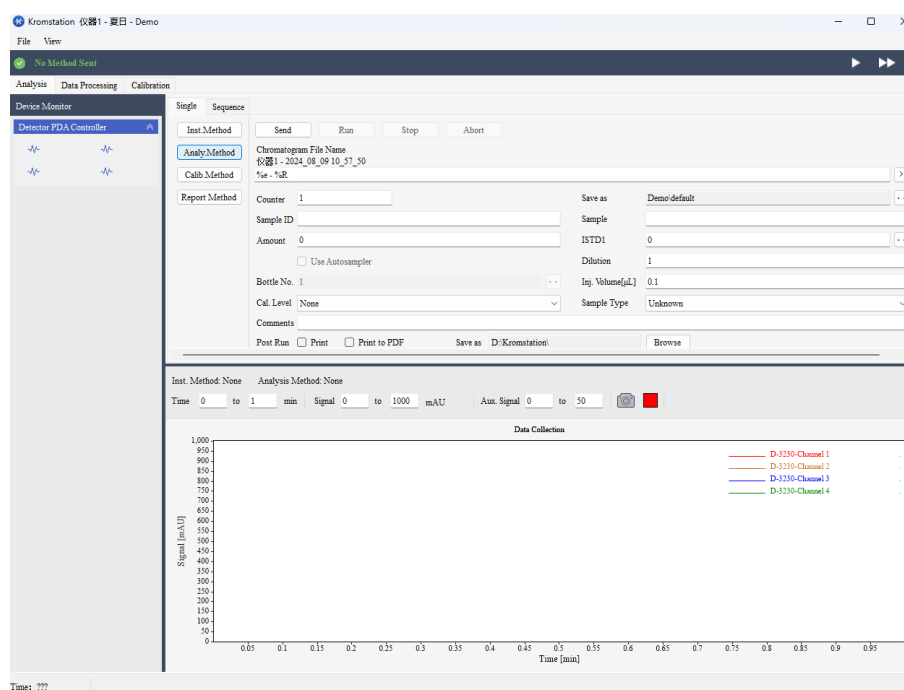 Kromstation 仪器1 - 夏日 - Demo
File View
No Method Sent
Analysis Data Processing Calibration
Device Monitor
Detector PDA Controller
Single Sequence
Inst.Method Send Run Stop Abort
Analy.Method
Calib.Method
Report Method
Chromatogram File Name
仪器1 - 2024_08_09 10_57_50
%e - %R
Counter 1 Save as Demo\default
Sample ID Sample
Amount 0 ISTD1 0
Use Autosampler Dilution 1
Bottle No. 1 Inj. Volume[μL] 0.1
Cal. Level None Sample Type Unknown
Comments
Post Run Print Print to PDF Save as D:\Kromstation\ Browse
Inst. Method: None Analysis Method: None
Time 0 to 1 min Signal 0 to 1000 mAU Aux. Signal 0 to 50
Data Collection
D-3230-Channel 1
D-3230-Channel 2
D-3230-Channel 3
D-3230-Channel 4
Signal [mAU]
1,000
950
900
850
800
750
700
650
600
550
500
450
400
350
300
250
200
150
100
50
0
0.05 0.1 0.15 0.2 0.25 0.3 0.35 0.4 0.45 0.5 0.55 0.6 0.65 0.7 0.75 0.8 0.85 0.9 0.95
Time [min]
Time: ???